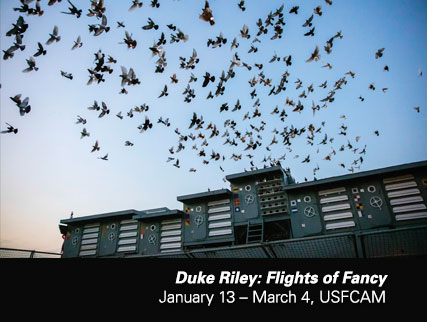 Duke Riley: Flights of Fancy
January 13 – March 4, USFCAM